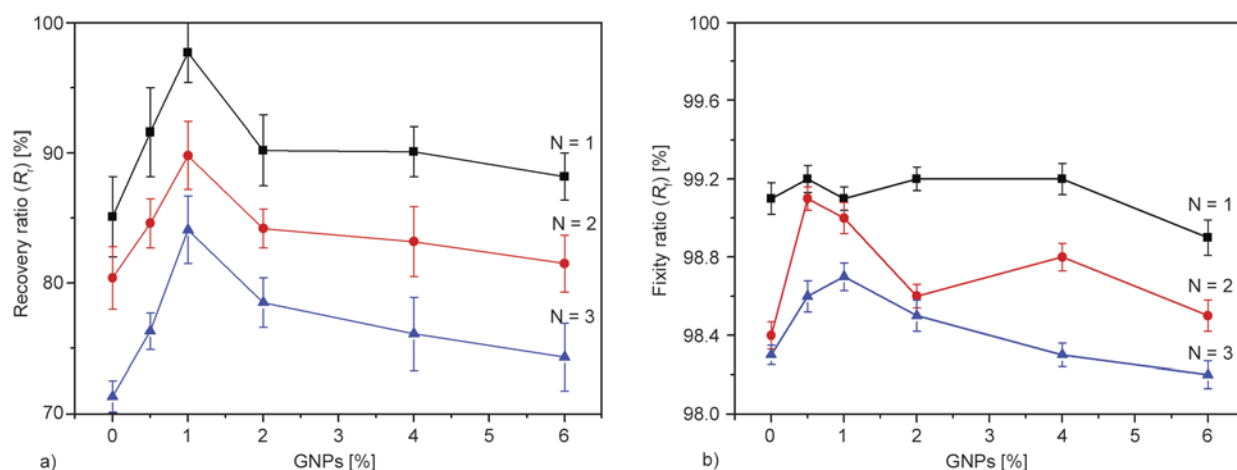 100
90
80
70
Recovery ratio (Rr) [%]
N = 1
N = 2
N = 3
0 1 2 3 4 5 6
GNPs [%]
a)
100
99.6
99.2
98.8
98.4
98.0
Fixity ratio (Rf) [%]
N = 1
N = 2
N = 3
0 1 2 3 4 5 6
GNPs [%]
b)